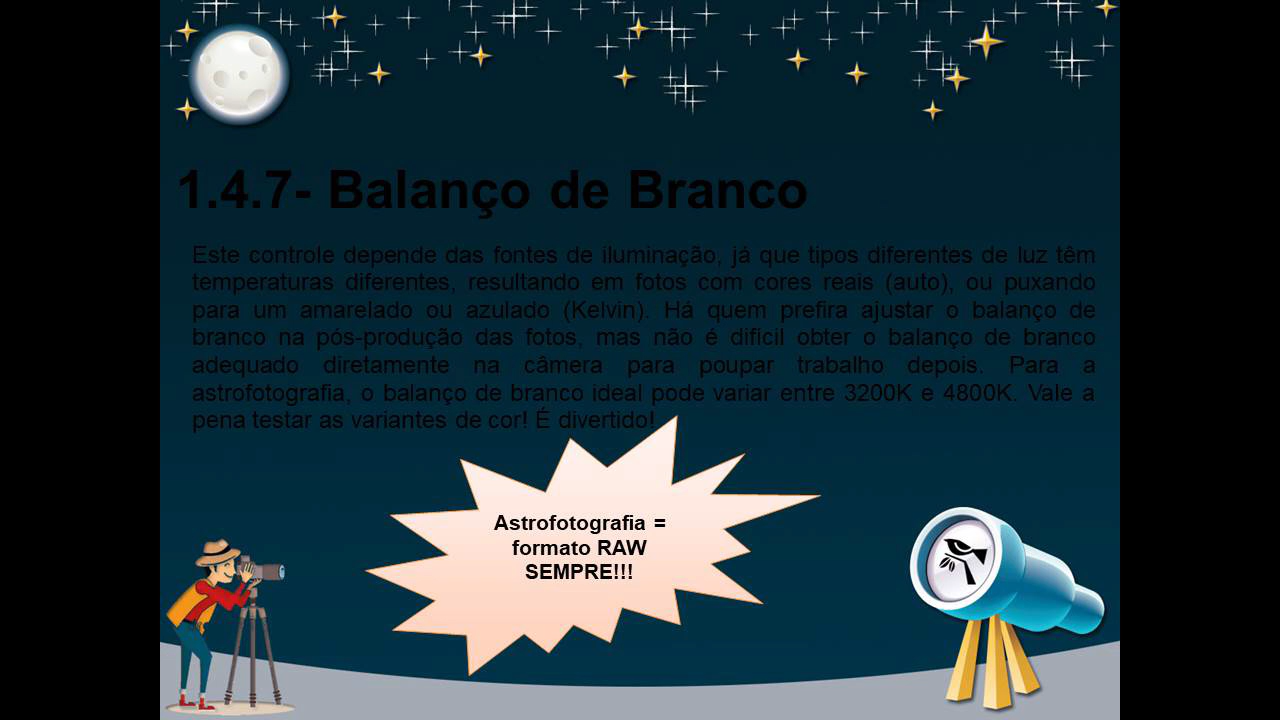 1.4.7- Balanço de Branco
Este controle depende das fontes de iluminação, já que tipos diferentes de luz têm
temperaturas diferentes, resultando em fotos com cores reais (auto), ou puxando
para um amarelado ou azulado (Kelvin). Há quem prefira ajustar o balanço de
branco na pós-produção das fotos, mas não é difícil obter o balanço de branco
adequado diretamente na câmera para poupar trabalho depois. Para a
astrofotografia, o balanço de branco ideal pode variar entre 3200K e 4800K. Vale a
pena testar as variantes de cor! É divertido!
Astrofotografia =
formato RAW
SEMPRE!!!